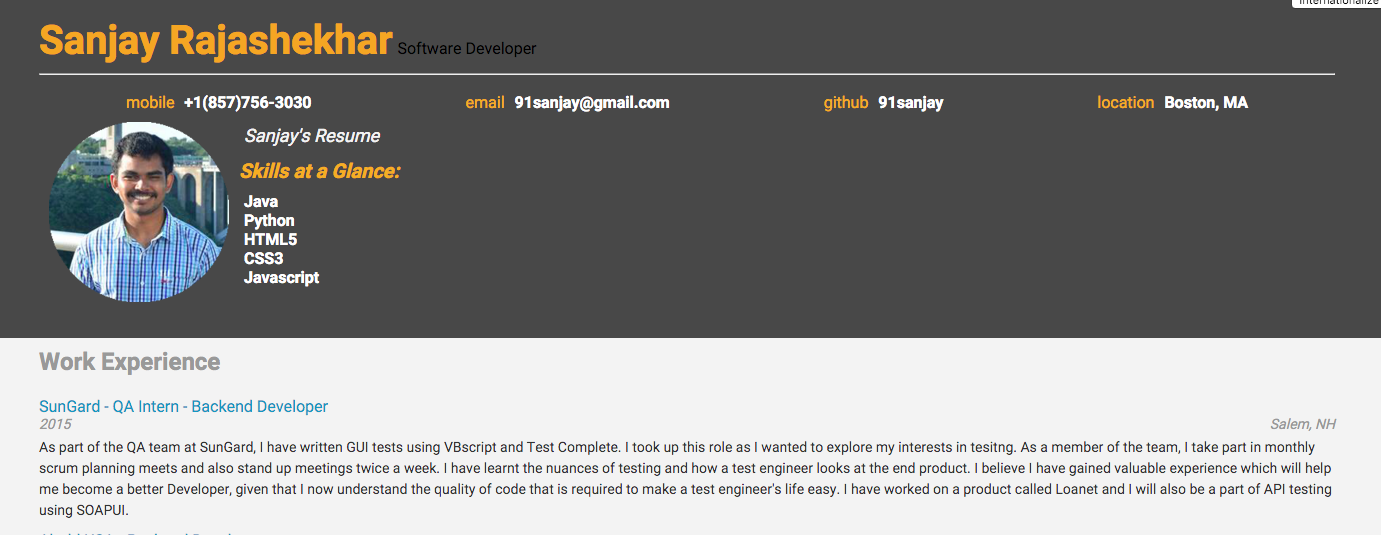 Internationalize
Sanjay Rajashekhar Software Developer
mobile +1(857)756-3030 email 91sanjay@gmail.com github 91sanjay location Boston, MA
Sanjay's Resume
Skills at a Glance:
Java
Python
HTML5
CSS3
Javascript
Work Experience
SunGard - QA Intern - Backend Developer
2015 Salem, NH
As part of the QA team at SunGard, I have written GUI tests using VBscript and Test Complete. I took up this role as I wanted to explore my interests in tesitng. As a member of the team, I take part in monthly
scrum planning meets and also stand up meetings twice a week. I have learnt the nuances of testing and how a test engineer looks at the end product. I believe I have gained valuable experience which will help
me become a better Developer, given that I now understand the quality of code that is required to make a test engineer's life easy. I have worked on a product called Loanet and I will also be a part of API testing
using SOAPUI.